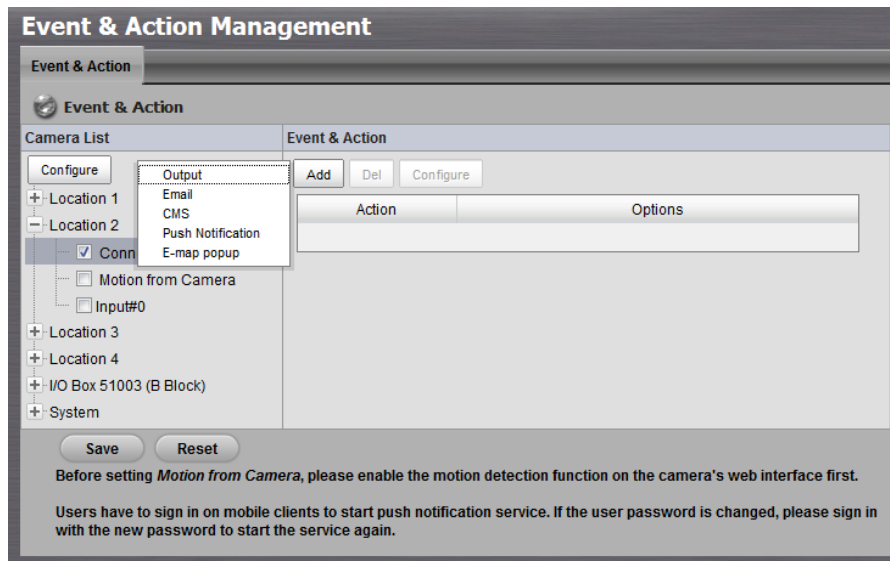 Event & Action Management
Event & Action
Event & Action
Camera List
Event & Action
Configure
Output
Email
CMS
Push Notification
E-map popup
Add Del Configure
Action Options
Location 1
Location 2
Conn
Motion from Camera
Input#0
Location 3
Location 4
I/O Box 51003 (B Block)
System
Save Reset
Before setting Motion from Camera, please enable the motion detection function on the camera's web interface first.
Users have to sign in on mobile clients to start push notification service. If the user password is changed, please sign in
with the new password to start the service again.